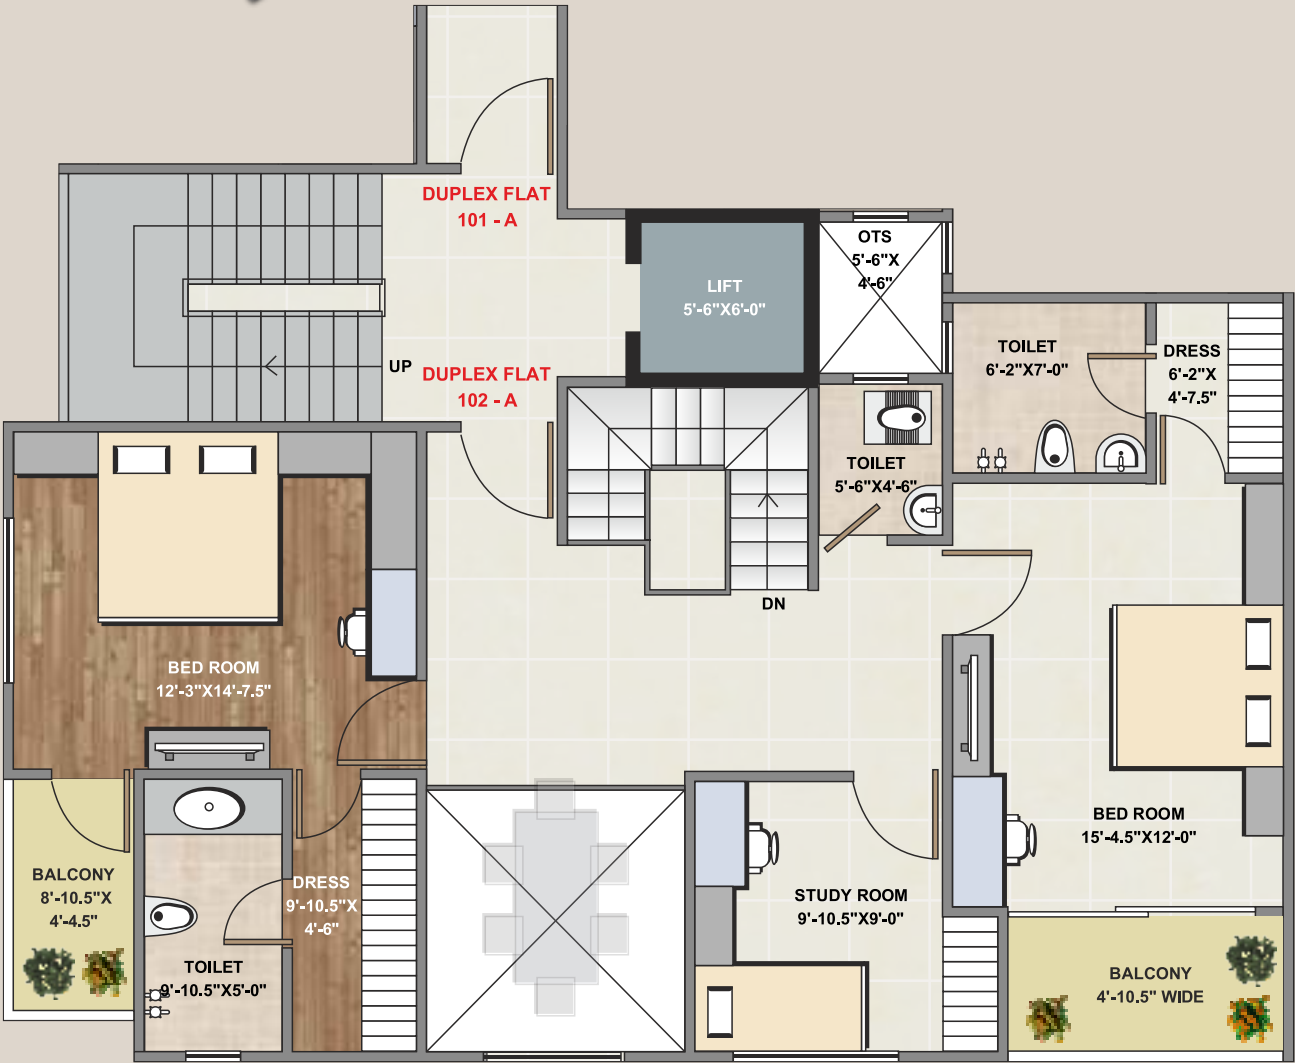 DUPLEX FLAT
101 - A
OTS
5'-6"X
4'-6"
LIFT
5'-6"X6'-0"
UP
DUPLEX FLAT
102 - A
TOILET
6'-2"X7'-0"
DRESS
6'-2"X
4'-7.5"
TOILET
5'-6"X4'-6"
DN
BED ROOM
12'-3"X14'-7.5"
BED ROOM
15'-4.5"X12'-0"
BALCONY
8'-10.5"X
4'-4.5"
DRESS
9'-10.5"X
4'-6"
STUDY ROOM
9'-10.5"X9'-0"
TOILET
9'-10.5"X5'-0"
BALCONY
4'-10.5" WIDE